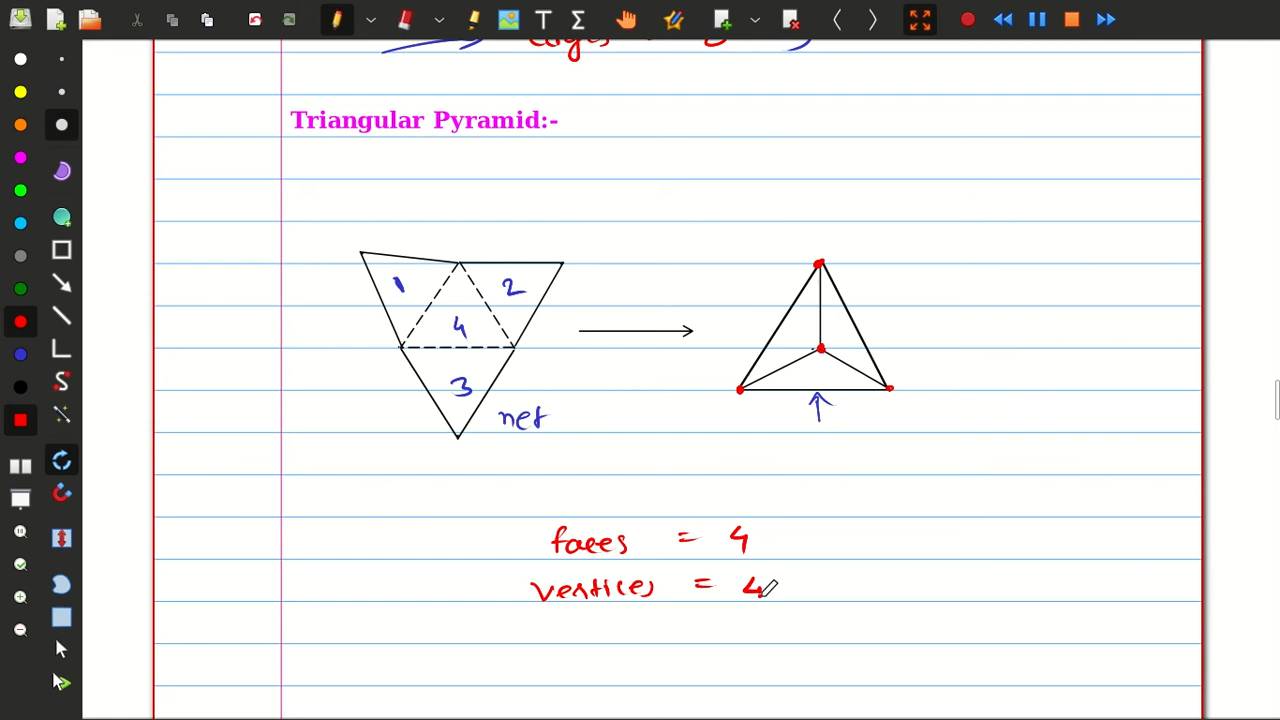 Triangular Pyramid:-
1
2
4
3
net
faces = 4
vertices = 4